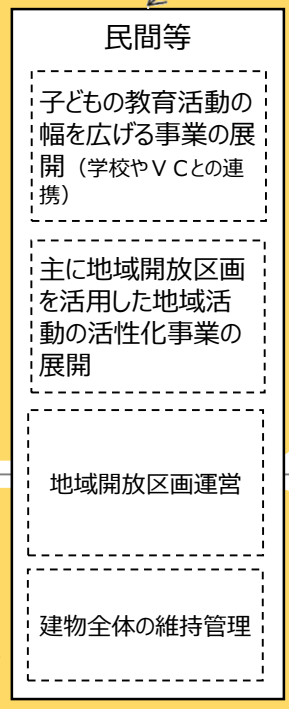 民間等
子どもの教育活動の
幅を広げる事業の展
開（学校やＶＣとの連
携）
主に地域開放区画
を活用した地域活
動の活性化事業の
展開
地域開放区画運営
建物全体の維持管理